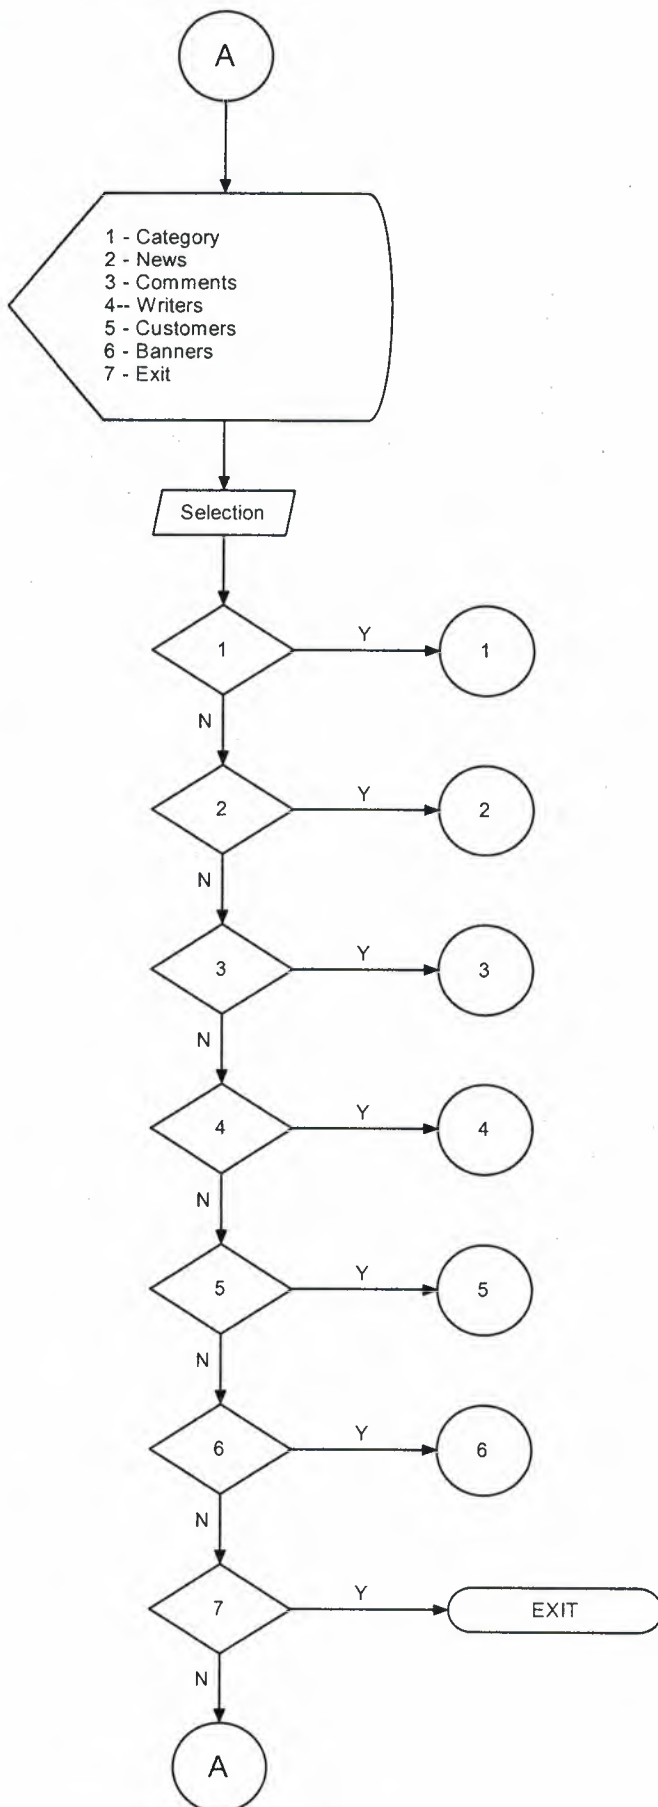 A
1 - Category
2 - News
3 - Comments
4-- Writers
5 - Customers
6 - Banners
7 - Exit
Selection
1
Y
1
N
2
Y
2
N
3
Y
3
N
4
Y
4
N
5
Y
5
N
6
Y
6
N
7
Y
EXIT
N
A